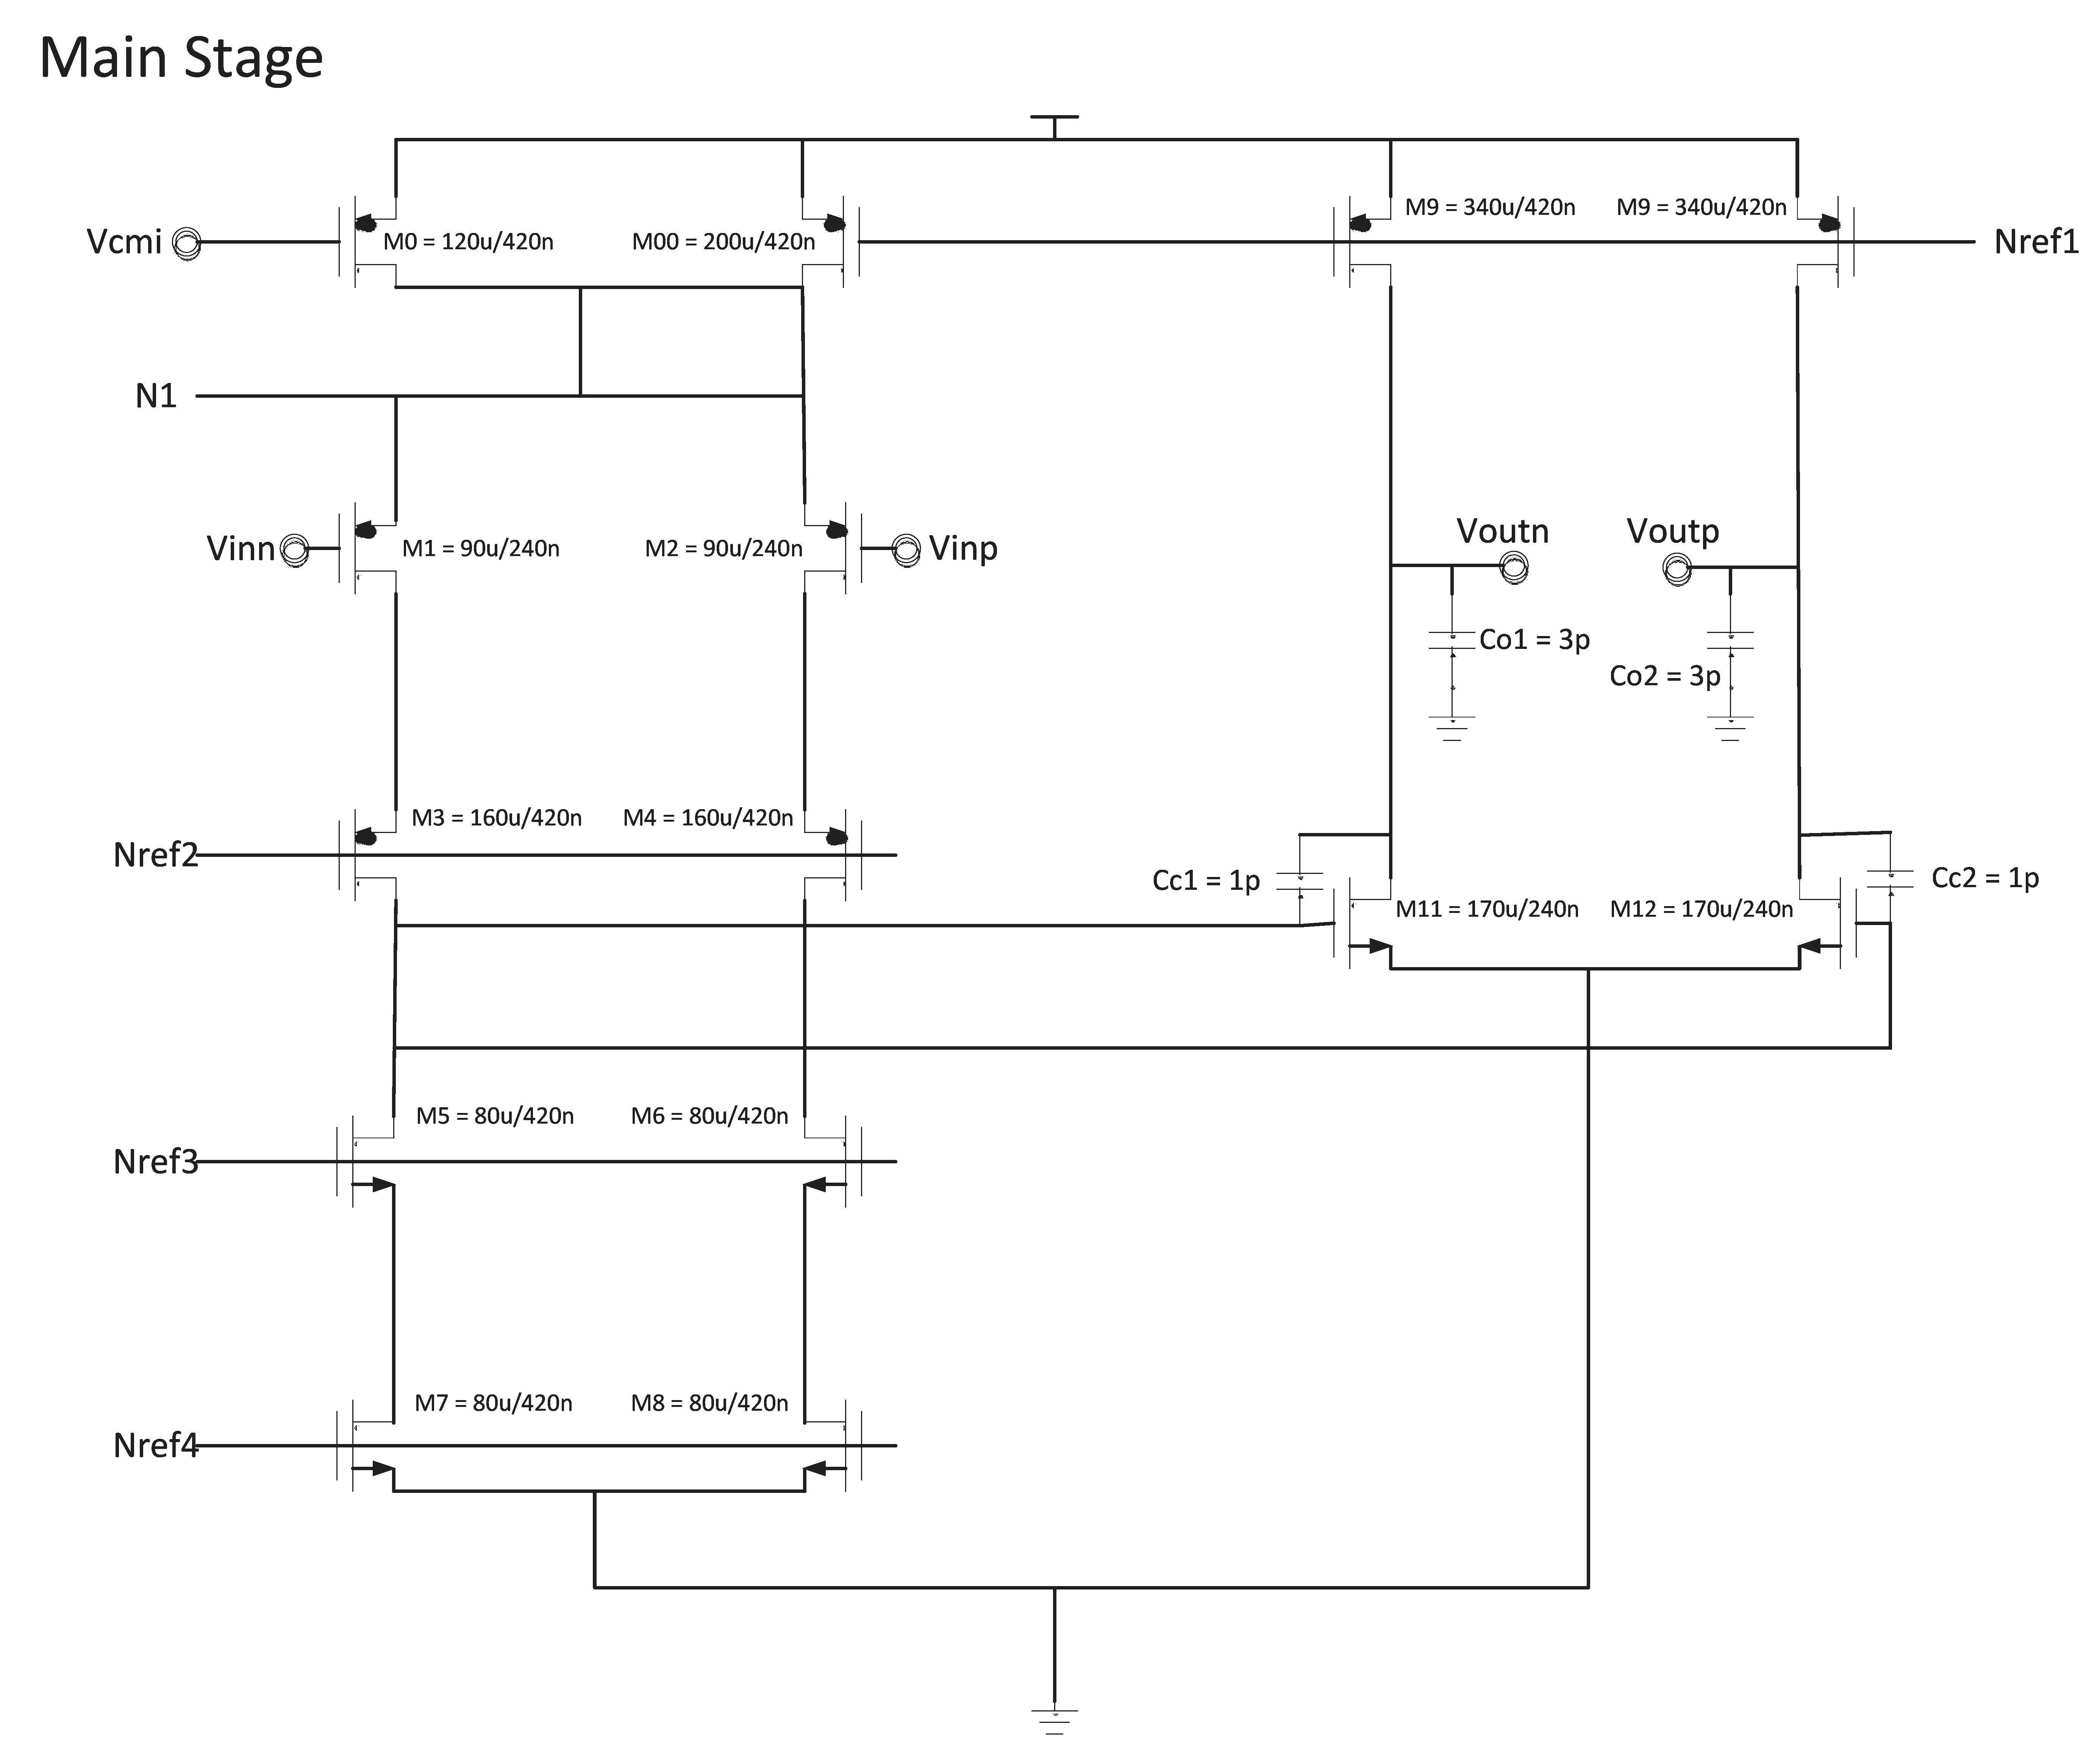 Main Stage
M9 = 340u/420n
M9 = 340u/420n
Vcmi
M0 = 120u/420n
M00 = 200u/420n
Nref1
N1
Voutn
Voutp
Vinn
M1 = 90u/240n
M2 = 90u/240n
Vinp
Co1 = 3p
Co2 = 3p
M3 = 160u/420n
M4 = 160u/420n
Nref2
Cc1 = 1p
Cc2 = 1p
M11 = 170u/240n
M12 = 170u/240n
M5 = 80u/420n
M6 = 80u/420n
Nref3
M7 = 80u/420n
M8 = 80u/420n
Nref4